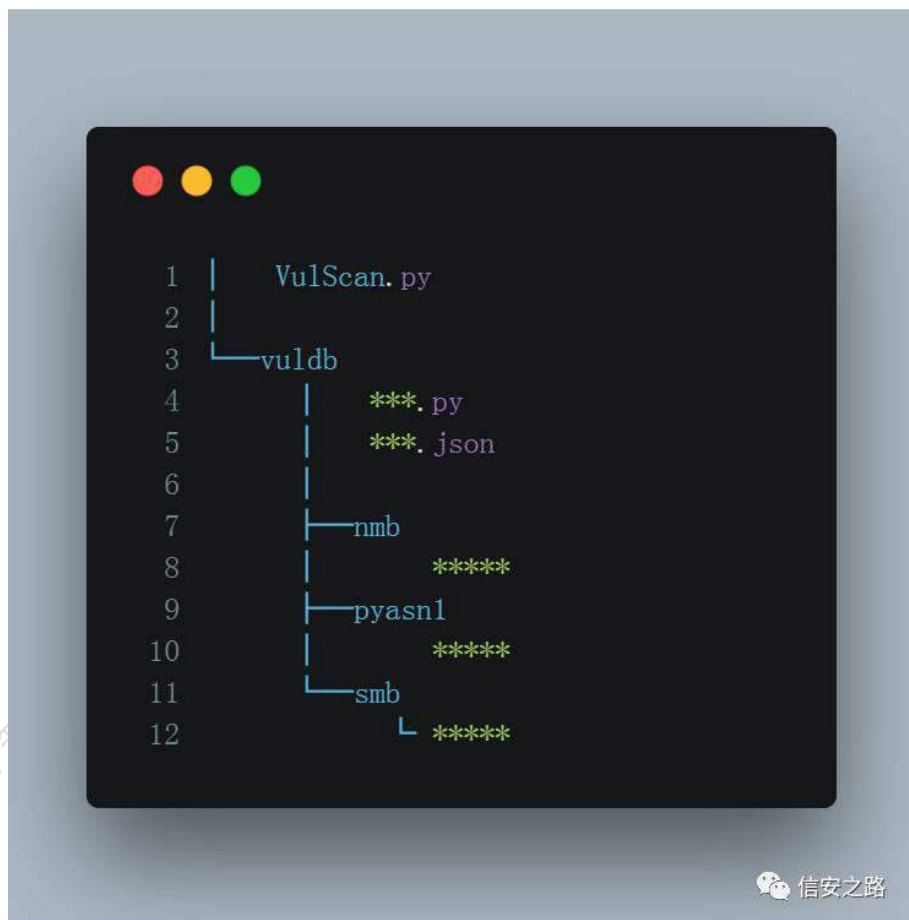 1 │   VulScan.py
2 │
3 └──vuldb
4     │   ***.py
5     │   ***.json
6     │
7     ├──nmb
8     │       *****
9     ├──pyasn1
10     │       *****
11     └──smb
12         └ *****
信安之路